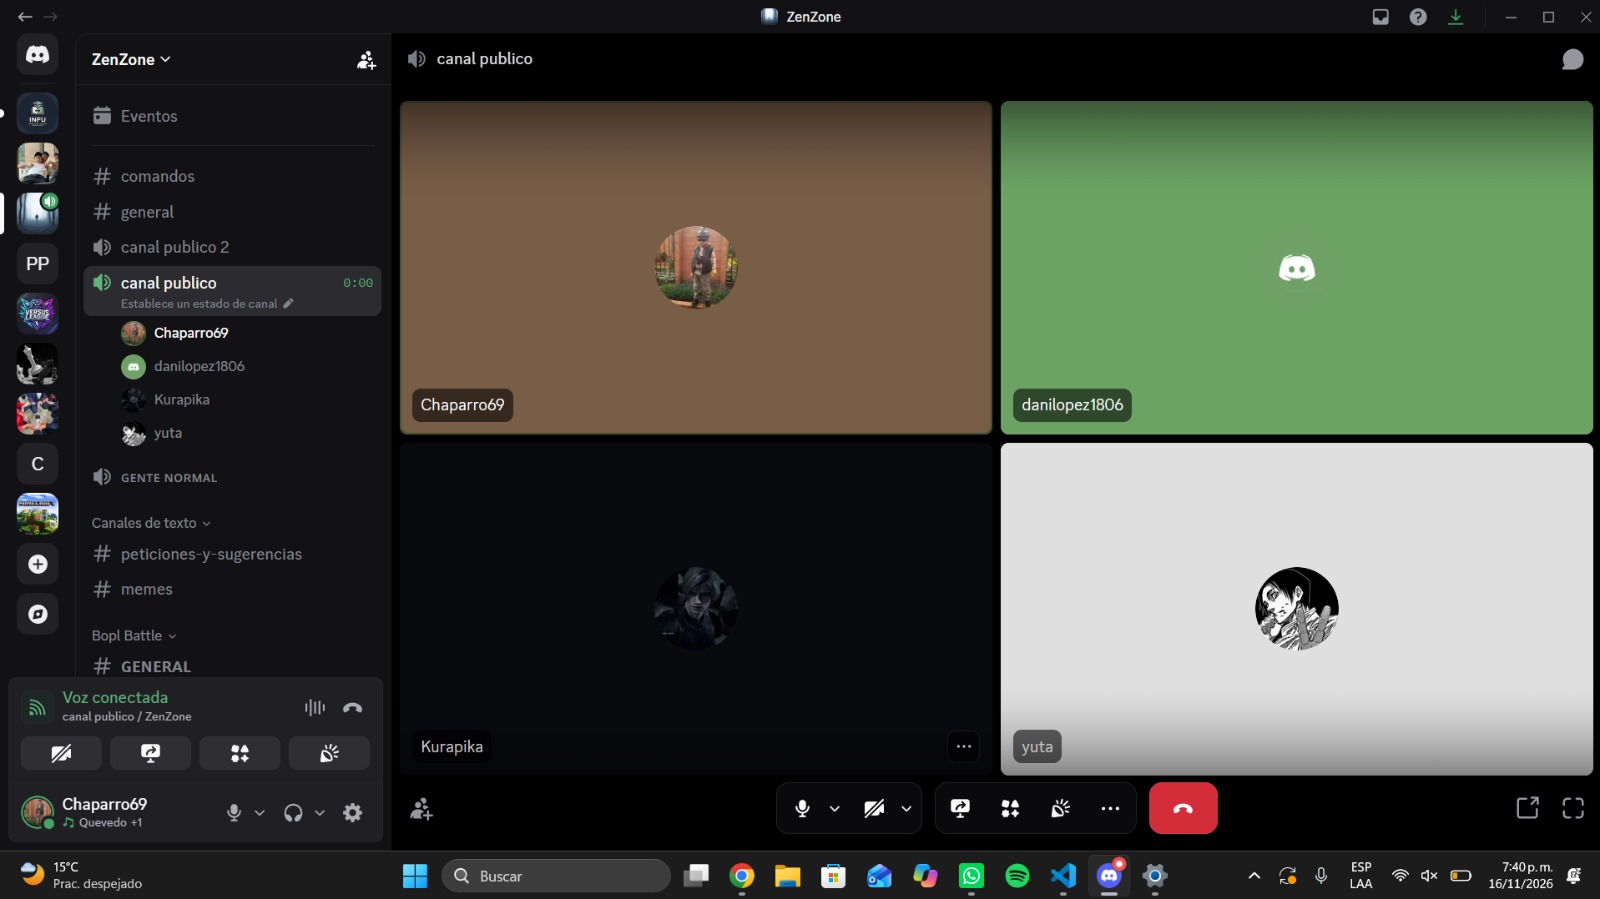 ZenZone
ZenZone
Eventos
comandos
general
canal publico 2
canal publico
0:00
Establece un estado de canal
Chaparro69
danilopez1806
Kurapika
yuta
GENTE NORMAL
Canales de texto
peticiones-y-sugerencias
memes
Bopl Battle
GENERAL
INFU
PP
VERSUS
LEAGUE
C
Voz conectada
canal publico / ZenZone
Chaparro69
Quevedo +1
canal publico
Chaparro69
danilopez1806
Kurapika
yuta
15°C
Prac. despejado
Buscar
ESP
LAA
7:40 p. m.
16/11/2026